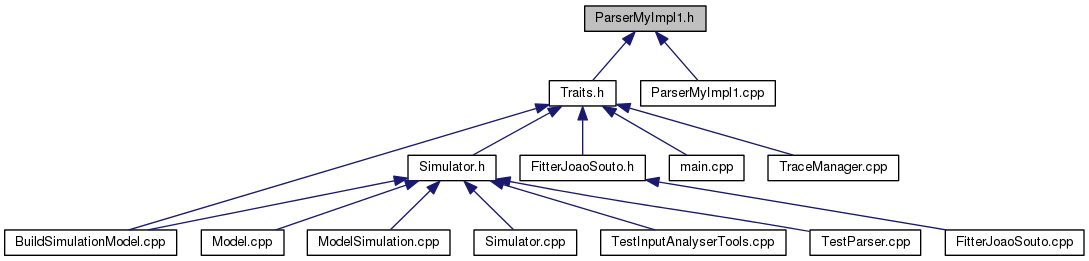 ParserMyImpl1.h
Traits.h
ParserMyImpl1.cpp
Simulator.h
FitterJoaoSouto.h
main.cpp
TraceManager.cpp
BuildSimulationModel.cpp
Model.cpp
ModelSimulation.cpp
Simulator.cpp
TestInputAnalyserTools.cpp
TestParser.cpp
FitterJoaoSouto.cpp